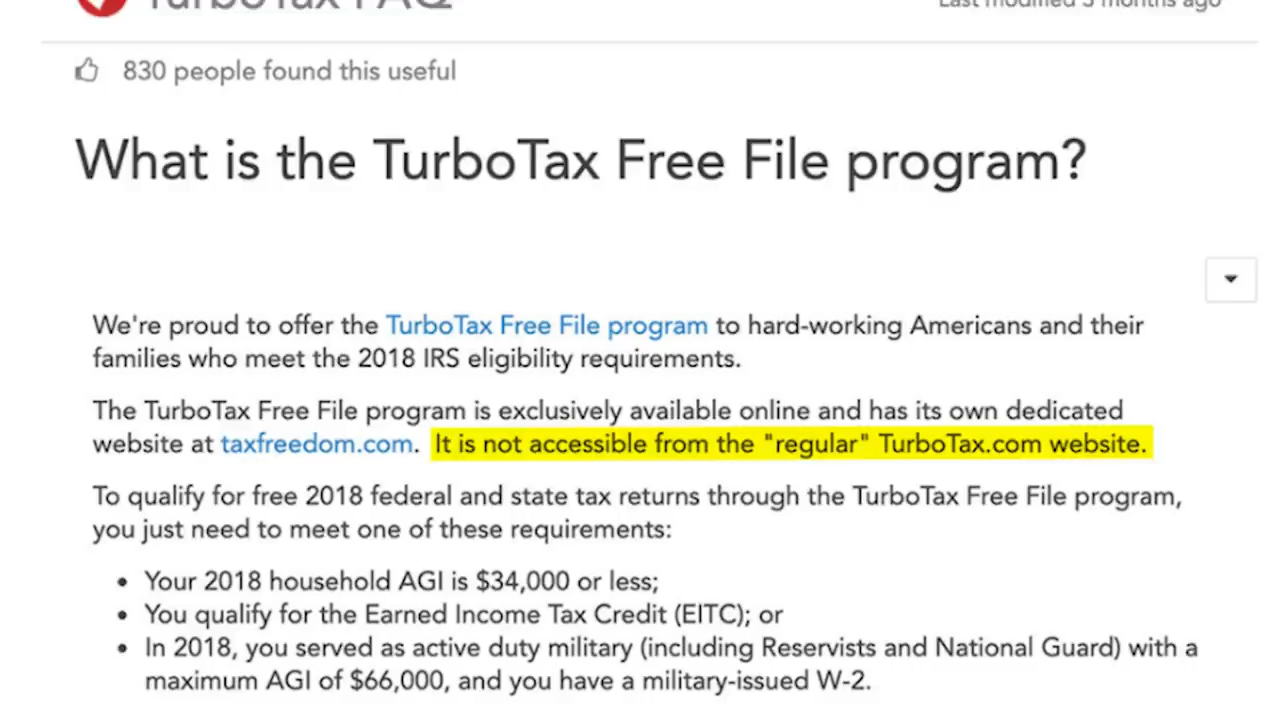 TurboTax FAQ
Last modified 3 months ago
830 people found this useful
What is the TurboTax Free File program?
We're proud to offer the TurboTax Free File program to hard-working Americans and their
families who meet the 2018 IRS eligibility requirements.
The TurboTax Free File program is exclusively available online and has its own dedicated
website at taxfreedom.com. It is not accessible from the "regular" TurboTax.com website.
To qualify for free 2018 federal and state tax returns through the TurboTax Free File program,
you just need to meet one of these requirements:
• Your 2018 household AGI is $34,000 or less;
• You qualify for the Earned Income Tax Credit (EITC); or
• In 2018, you served as active duty military (including Reservists and National Guard) with a
maximum AGI of $66,000, and you have a military-issued W-2.